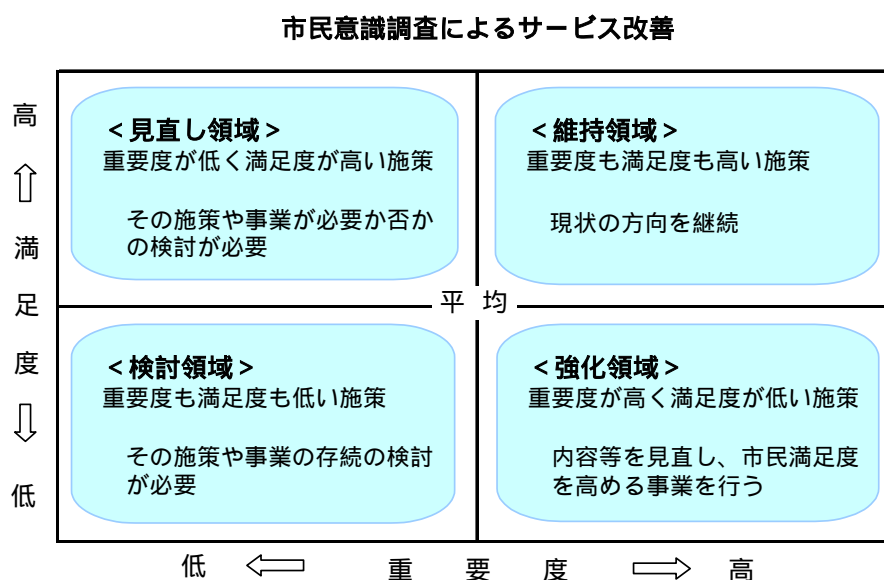 市民意識調査によるサービス改善
高
⇧
満
足
度
⇩
低
<見直し領域>
重要度が低く満足度が高い施策
その施策や事業が必要か否か
の検討が必要
<維持領域>
重要度も満足度も高い施策
現状の方向を継続
平 均
<検討領域>
重要度も満足度も低い施策
その施策や事業の存続の検討
が必要
<強化領域>
重要度が高く満足度が低い施策
内容等を見直し、市民満足度
を高める事業を行う
低 ⇦ 重 要 度 ⇨ 高